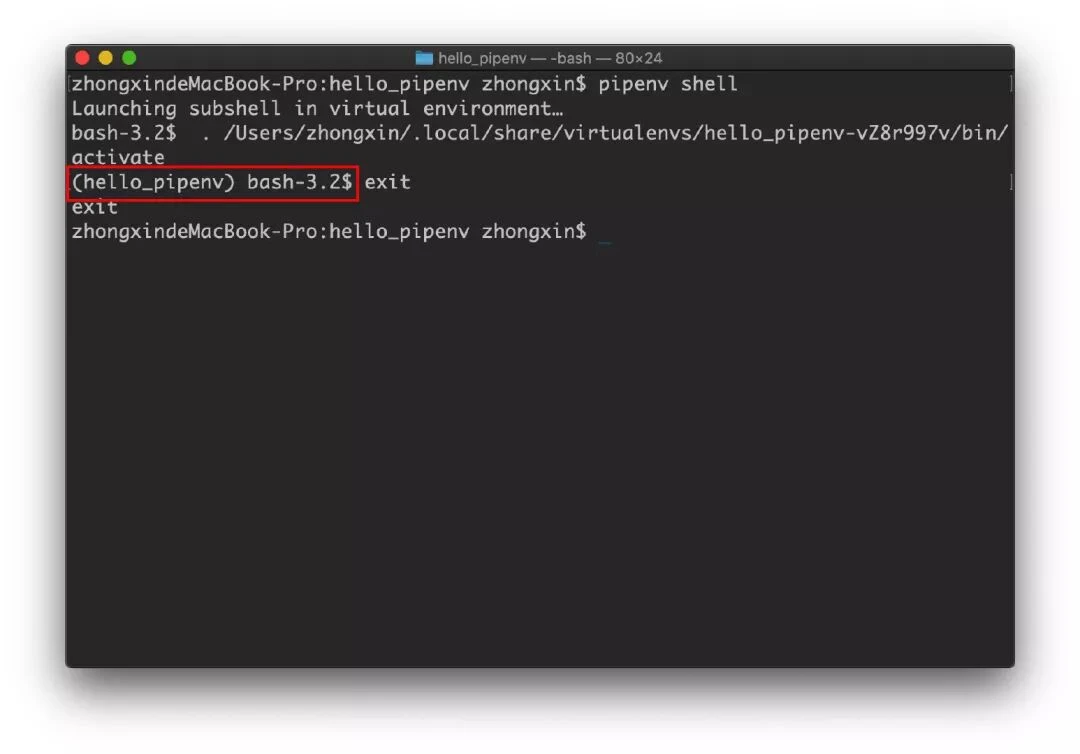 hello_pipenv — -bash — 80×24
[zhongxindeMacBook-Pro:hello_pipenv zhongxin$ pipenv shell ]
Launching subshell in virtual environment…
bash-3.2$  . /Users/zhongxin/.local/share/virtualenvs/hello_pipenv-vZ8r997v/bin/
activate
[(hello_pipenv) bash-3.2$ exit ]
exit
zhongxindeMacBook-Pro:hello_pipenv zhongxin$ _